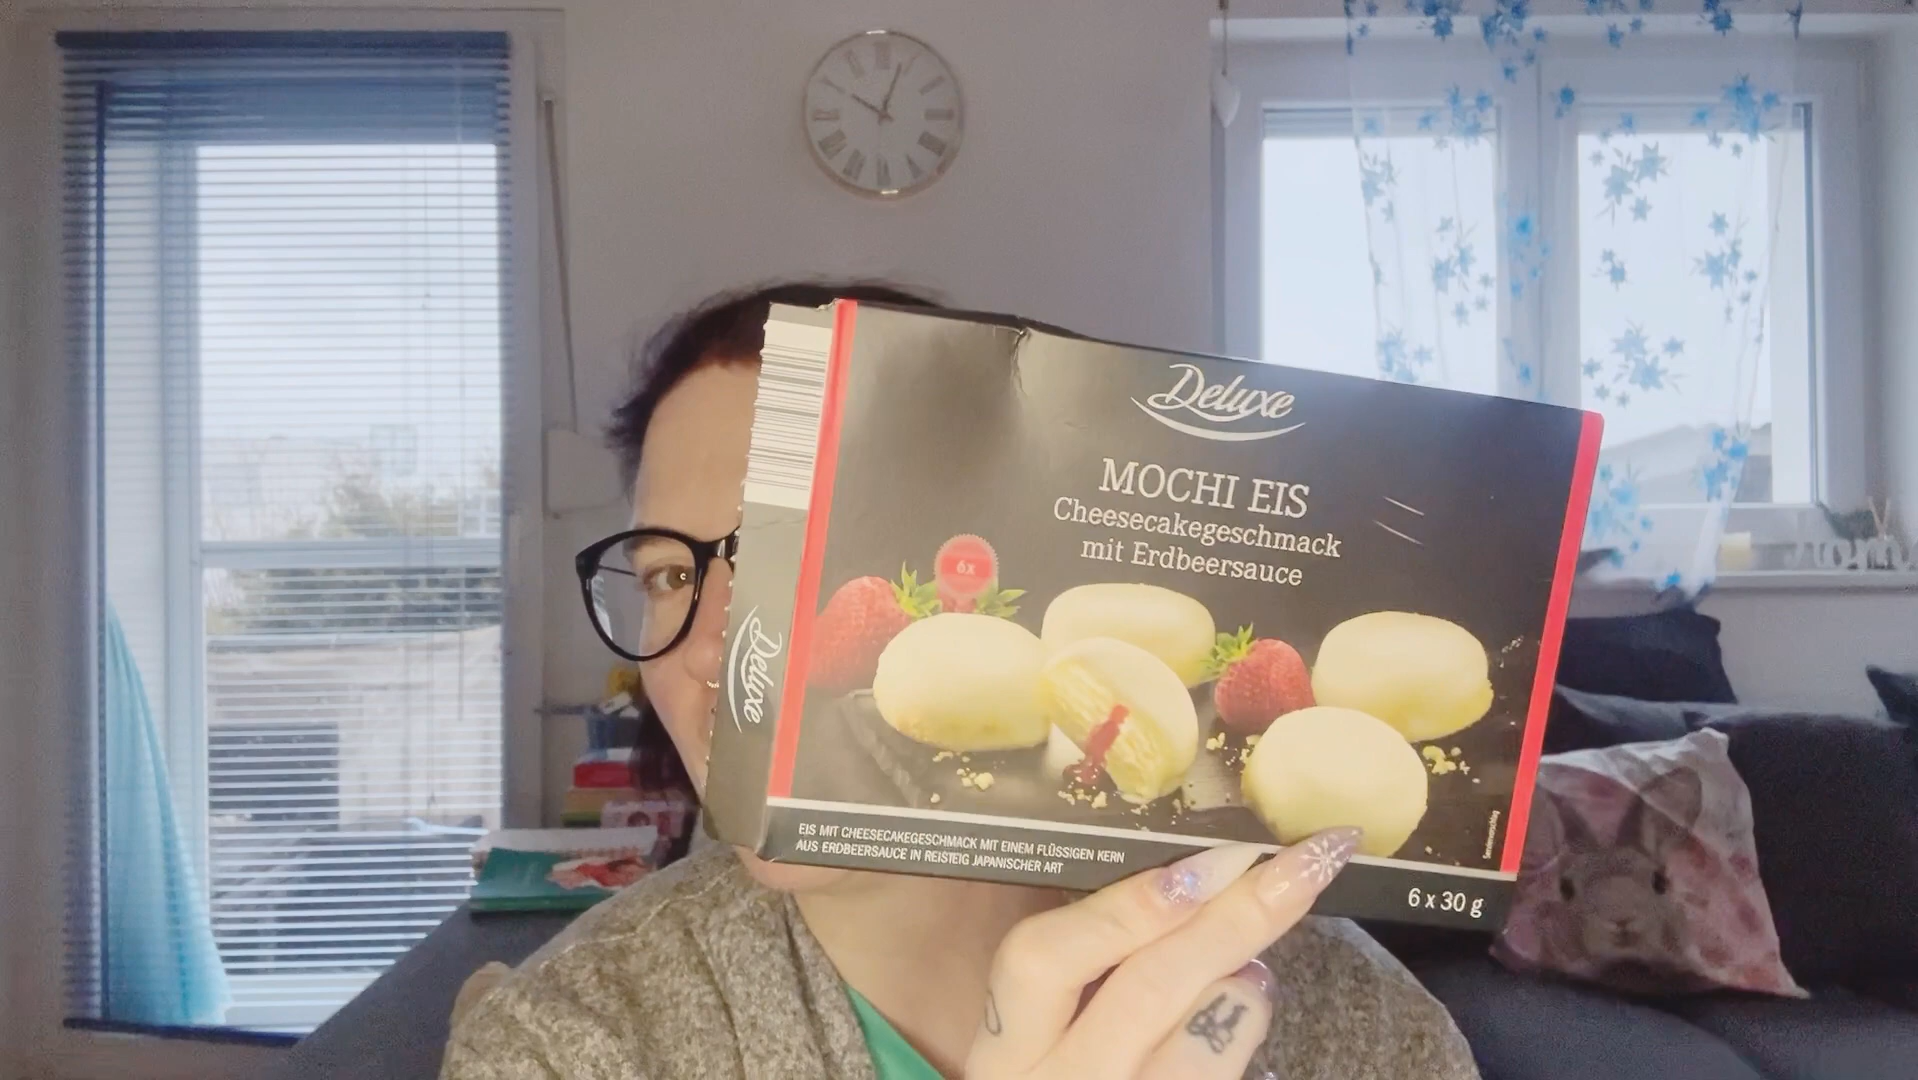 Deluxe
MOCHI EIS
Cheesecakegeschmack
mit Erdbeersauce
6x
Deluxe
EIS MIT CHEESECAKEGESCHMACK MIT EINEM FLÜSSIGEN KERN
AUS ERDBEERSAUCE IN REISTEIG JAPANISCHER ART
Serviervorschlag
6 x 30 g